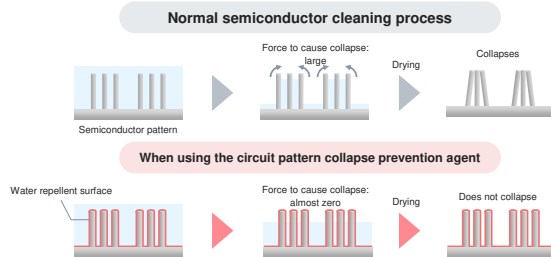 Normal semiconductor cleaning process
Force to cause collapse:
large
Drying
Collapses
Semiconductor pattern
When using the circuit pattern collapse prevention agent
Water repellent surface
Force to cause collapse:
almost zero
Drying
Does not collapse